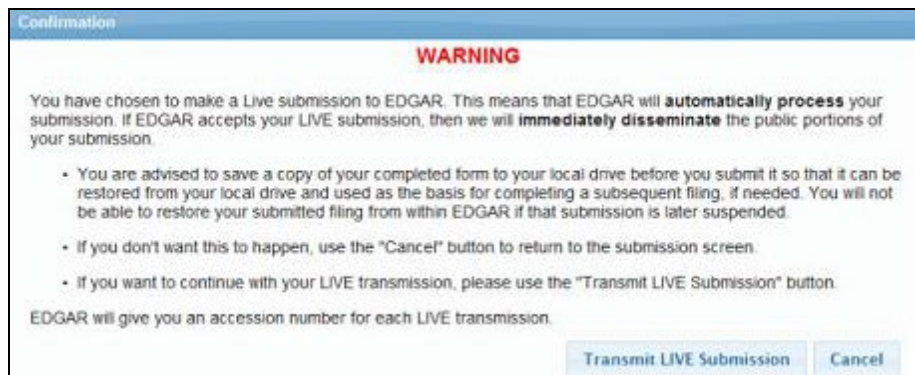 Confirmation
WARNING
You have chosen to make a Live submission to EDGAR. This means that EDGAR will automatically process your
submission. If EDGAR accepts your LIVE submission, then we will immediately disseminate the public portions of
your submission.
• You are advised to save a copy of your completed form to your local drive before you submit it so that it can be
restored from your local drive and used as the basis for completing a subsequent filing, if needed. You will not
be able to restore your submitted filing from within EDGAR if that submission is later suspended.
• If you don't want this to happen, use the "Cancel" button to return to the submission screen.
• If you want to continue with your LIVE transmission, please use the "Transmit LIVE Submission" button.
EDGAR will give you an accession number for each LIVE transmission.
Transmit LIVE Submission Cancel